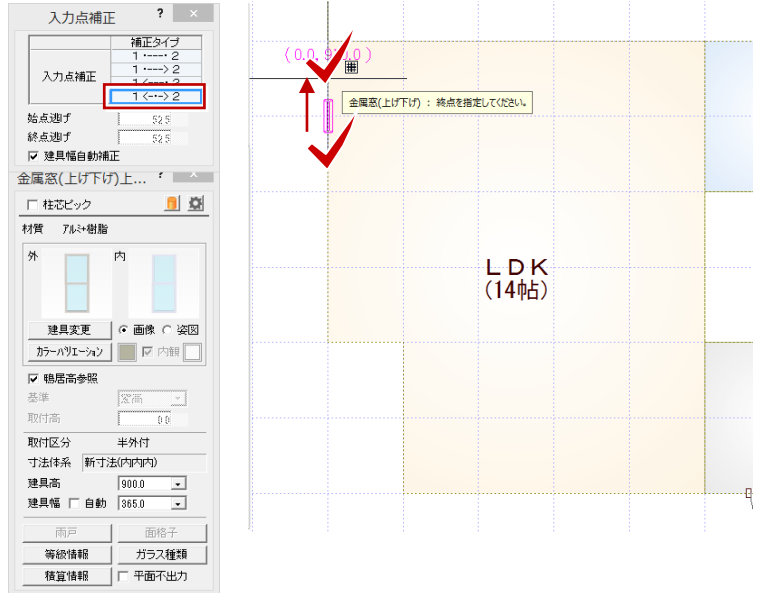 入力点補正 ? ×
補正タイプ
入力点補正
1 ・---・ 2
1 ・---> 2
1 <---・ 2
1 <-・-> 2
始点逃げ 52.5
終点逃げ 52.5
建具幅自動補正
金属窓(上げ下げ)上... ? ×
柱芯ピック
材質 アルミ+樹脂
外 内
建具変更 画像 姿図
カラーバリエーション 内観
鴨居高参照
基準 窓高
取付高 0.0
取付区分 半外付
寸法体系 新寸法(内内内)
建具高 900.0
建具幅 自動 365.0
雨戸 面格子
等級情報 ガラス種類
積算情報 平面不出力
金属窓(上げ下げ) : 終点を指定してください。
LDK
(14帖)